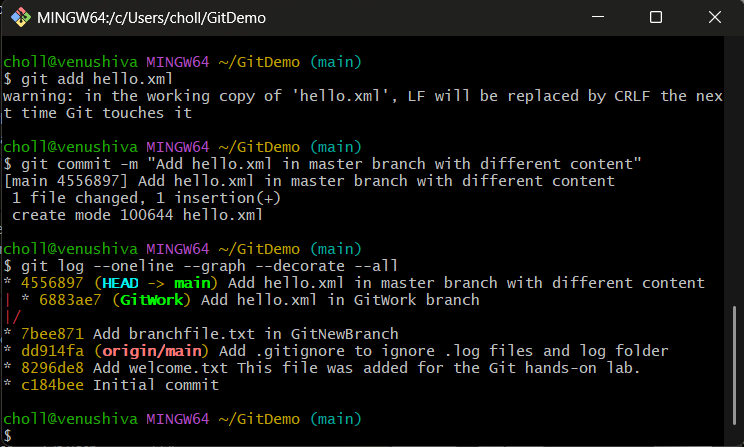 MINGW64:/c/Users/choll/GitDemo
choll@venushiva MINGW64 ~/GitDemo (main)
$ git add hello.xml
warning: in the working copy of 'hello.xml', LF will be replaced by CRLF the nex
t time Git touches it
choll@venushiva MINGW64 ~/GitDemo (main)
$ git commit -m "Add hello.xml in master branch with different content"
[main 4556897] Add hello.xml in master branch with different content
 1 file changed, 1 insertion(+)
 create mode 100644 hello.xml
choll@venushiva MINGW64 ~/GitDemo (main)
$ git log --oneline --graph --decorate --all
* 4556897 (HEAD -> main) Add hello.xml in master branch with different content
| * 6883ae7 (GitWork) Add hello.xml in GitWork branch
|/
* 7bee871 Add branchfile.txt in GitNewBranch
* dd914fa (origin/main) Add .gitignore to ignore .log files and log folder
* 8296de8 Add welcome.txt This file was added for the Git hands-on lab.
* c184bee Initial commit
choll@venushiva MINGW64 ~/GitDemo (main)
$